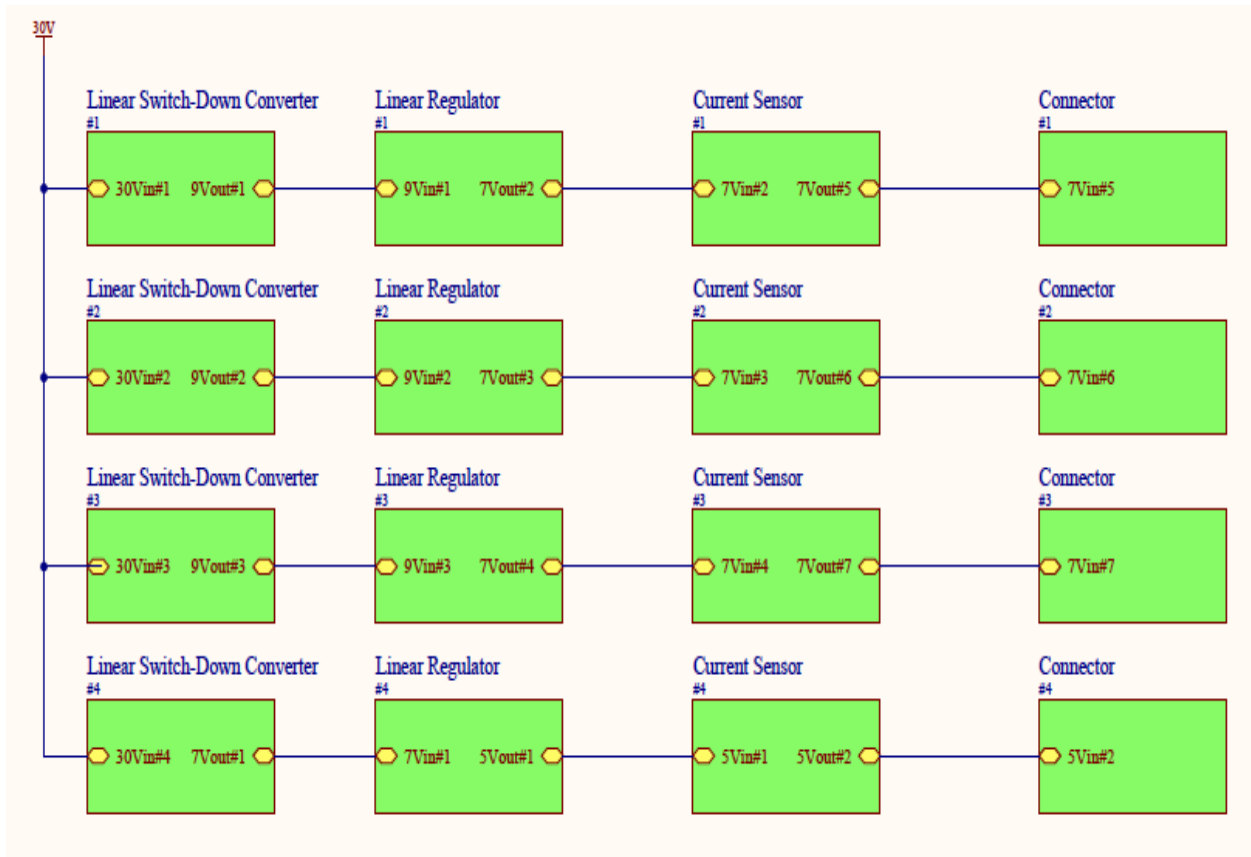 30V
Linear Switch-Down Converter Linear Regulator Current Sensor Connector
#1 #1 #1 #1
30Vin#1 9Vout#1 9Vin#1 7Vout#2 7Vin#2 7Vout#5 7Vin#5
Linear Switch-Down Converter Linear Regulator Current Sensor Connector
#2 #2 #2 #2
30Vin#2 9Vout#2 9Vin#2 7Vout#3 7Vin#3 7Vout#6 7Vin#6
Linear Switch-Down Converter Linear Regulator Current Sensor Connector
#3 #3 #3 #3
30Vin#3 9Vout#3 9Vin#3 7Vout#4 7Vin#4 7Vout#7 7Vin#7
Linear Switch-Down Converter Linear Regulator Current Sensor Connector
#4 #4 #4 #4
30Vin#4 7Vout#1 7Vin#1 5Vout#1 5Vin#1 5Vout#2 5Vin#2